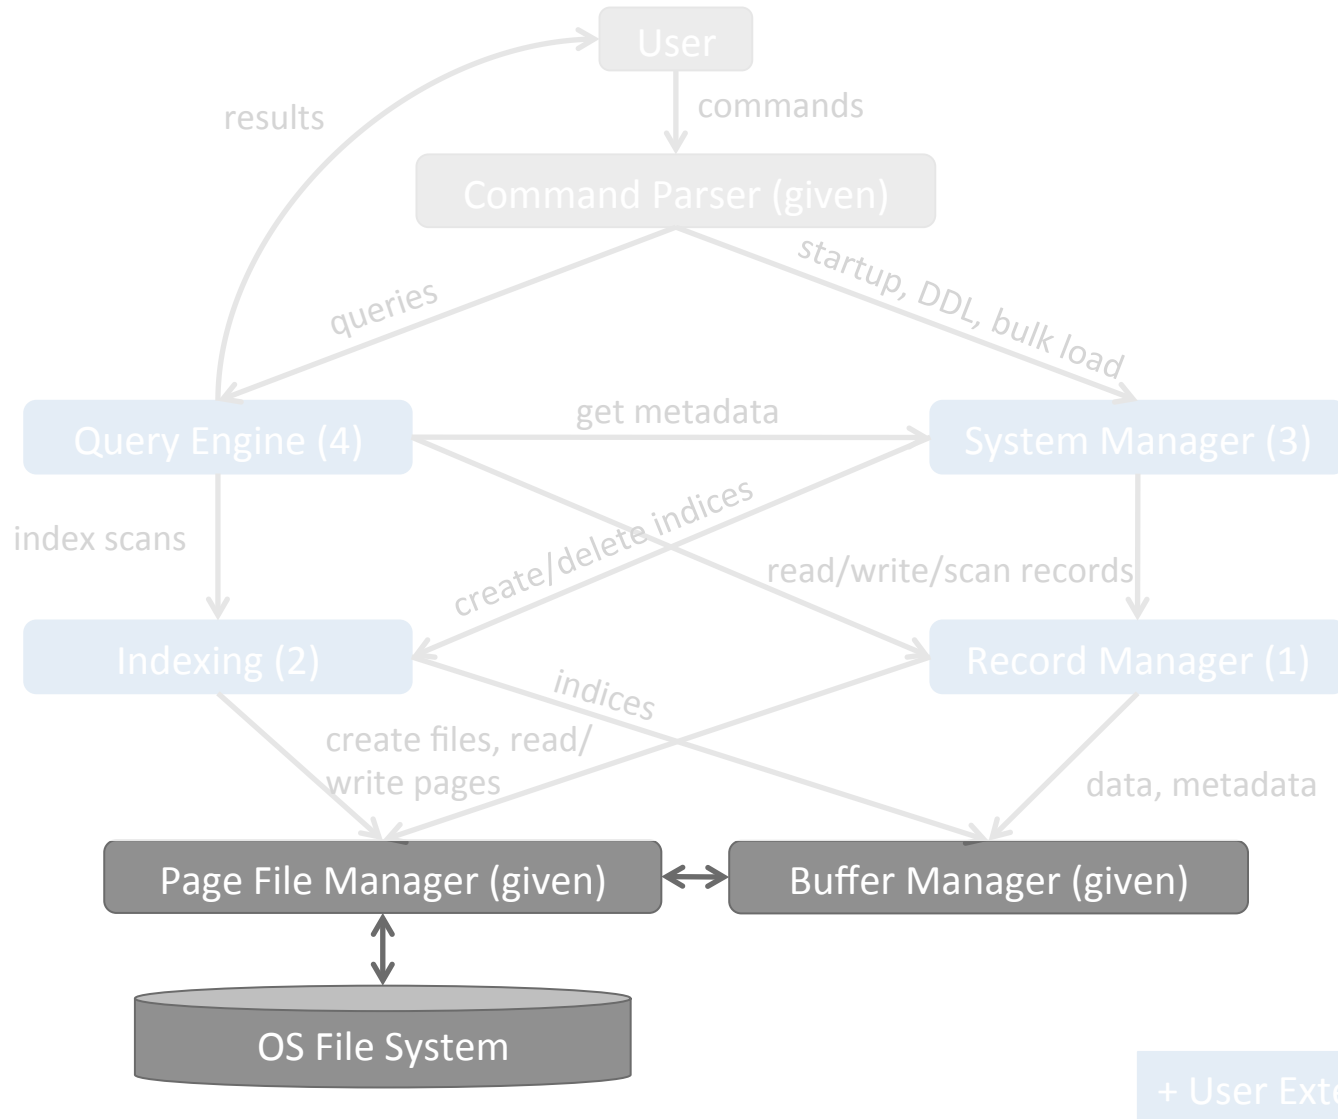 User
results
commands
Command Parser (given)
startup, DDL, bulk load
queries
get metadata
Query Engine (4)
System Manager (3)
create/delete indices
index scans
read/write/scan records
Indexing (2)
Record Manager (1)
indices
create files, read/
write pages
data, metadata
Page File Manager (given)
Buffer Manager (given)
OS File System
+ User